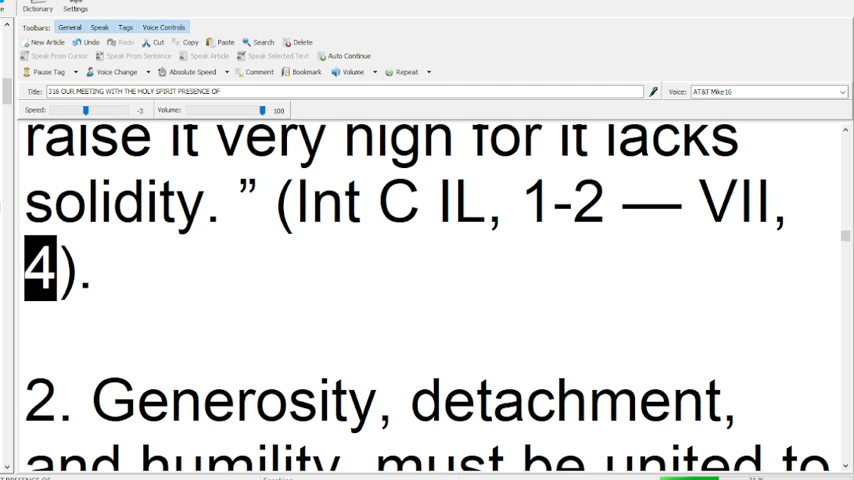 Dictionary Settings
Toolbars: General Speak Tags Voice Controls
New Article Undo Redo Cut Copy Paste Search Delete
Speak From Cursor Speak From Sentence Speak Article Speak Selected Text Auto Continue
Pause Tag Voice Change Absolute Speed Comment Bookmark Volume Repeat
Title: 316 OUR MEETING WITH THE HOLY SPIRIT PRESENCE OF Voice: AT&T Mike16
Speed: -3 Volume: 100
raise it very high for it lacks
solidity. ” (Int C IL, 1-2 — VII,
4).
2. Generosity, detachment,
and humility, must be united to
T PRESENCE OF Speaking